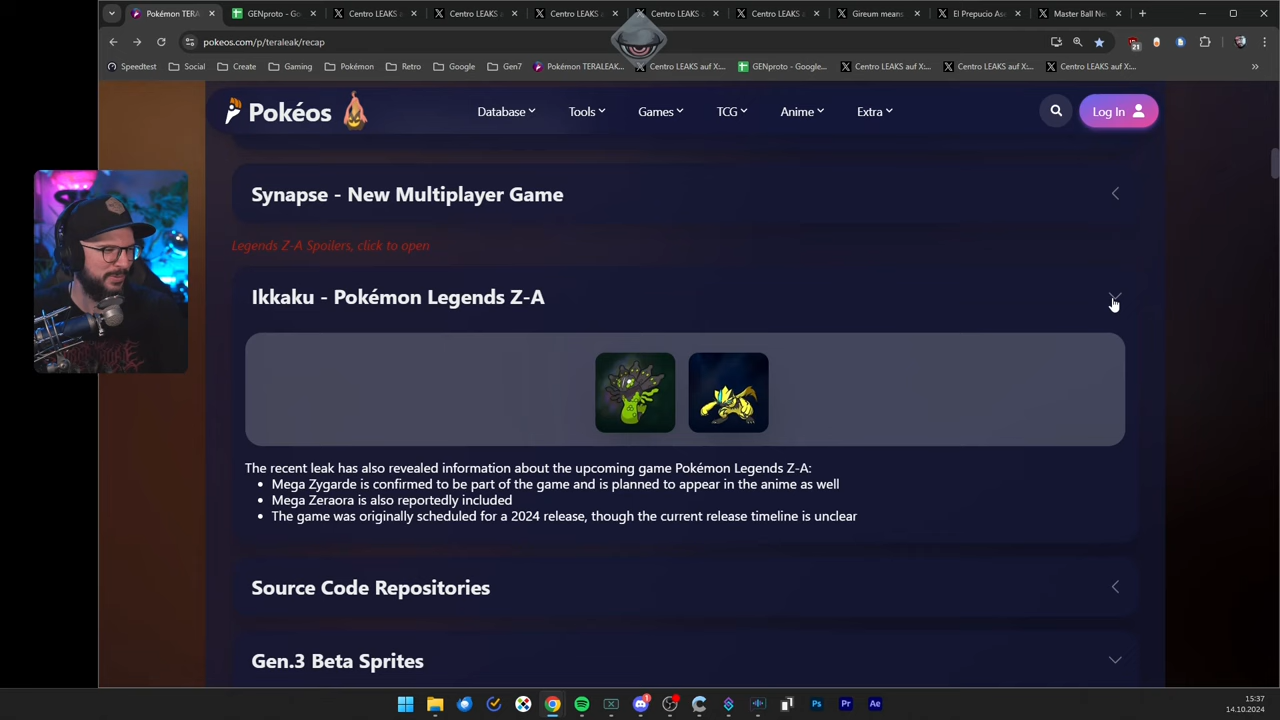 Pokémon TERA
GENproto - Go
Centro LEAKS a
Centro LEAKS a
Centro LEAKS a
Centro LEAKS a
Centro LEAKS a
Gireum means
El Prepucio As
Master Ball Ne
pokeos.com/p/teraleak/recap
21
Speedtest
Social
Create
Gaming
Pokémon
Retro
Google
Gen7
Pokémon TERALEAK...
Centro LEAKS auf X:...
GENproto - Google...
Centro LEAKS auf X:...
Centro LEAKS auf X:...
Centro LEAKS auf X:...
Pokéos
Database
Tools
Games
TCG
Anime
Extra
Log In
Synapse - New Multiplayer Game
Legends Z-A Spoilers, click to open
Ikkaku - Pokémon Legends Z-A
The recent leak has also revealed information about the upcoming game Pokémon Legends Z-A:
• Mega Zygarde is confirmed to be part of the game and is planned to appear in the anime as well
• Mega Zeraora is also reportedly included
• The game was originally scheduled for a 2024 release, though the current release timeline is unclear
Source Code Repositories
Gen.3 Beta Sprites
1
Ps
Pr
Ae
15:37
14.10.2024